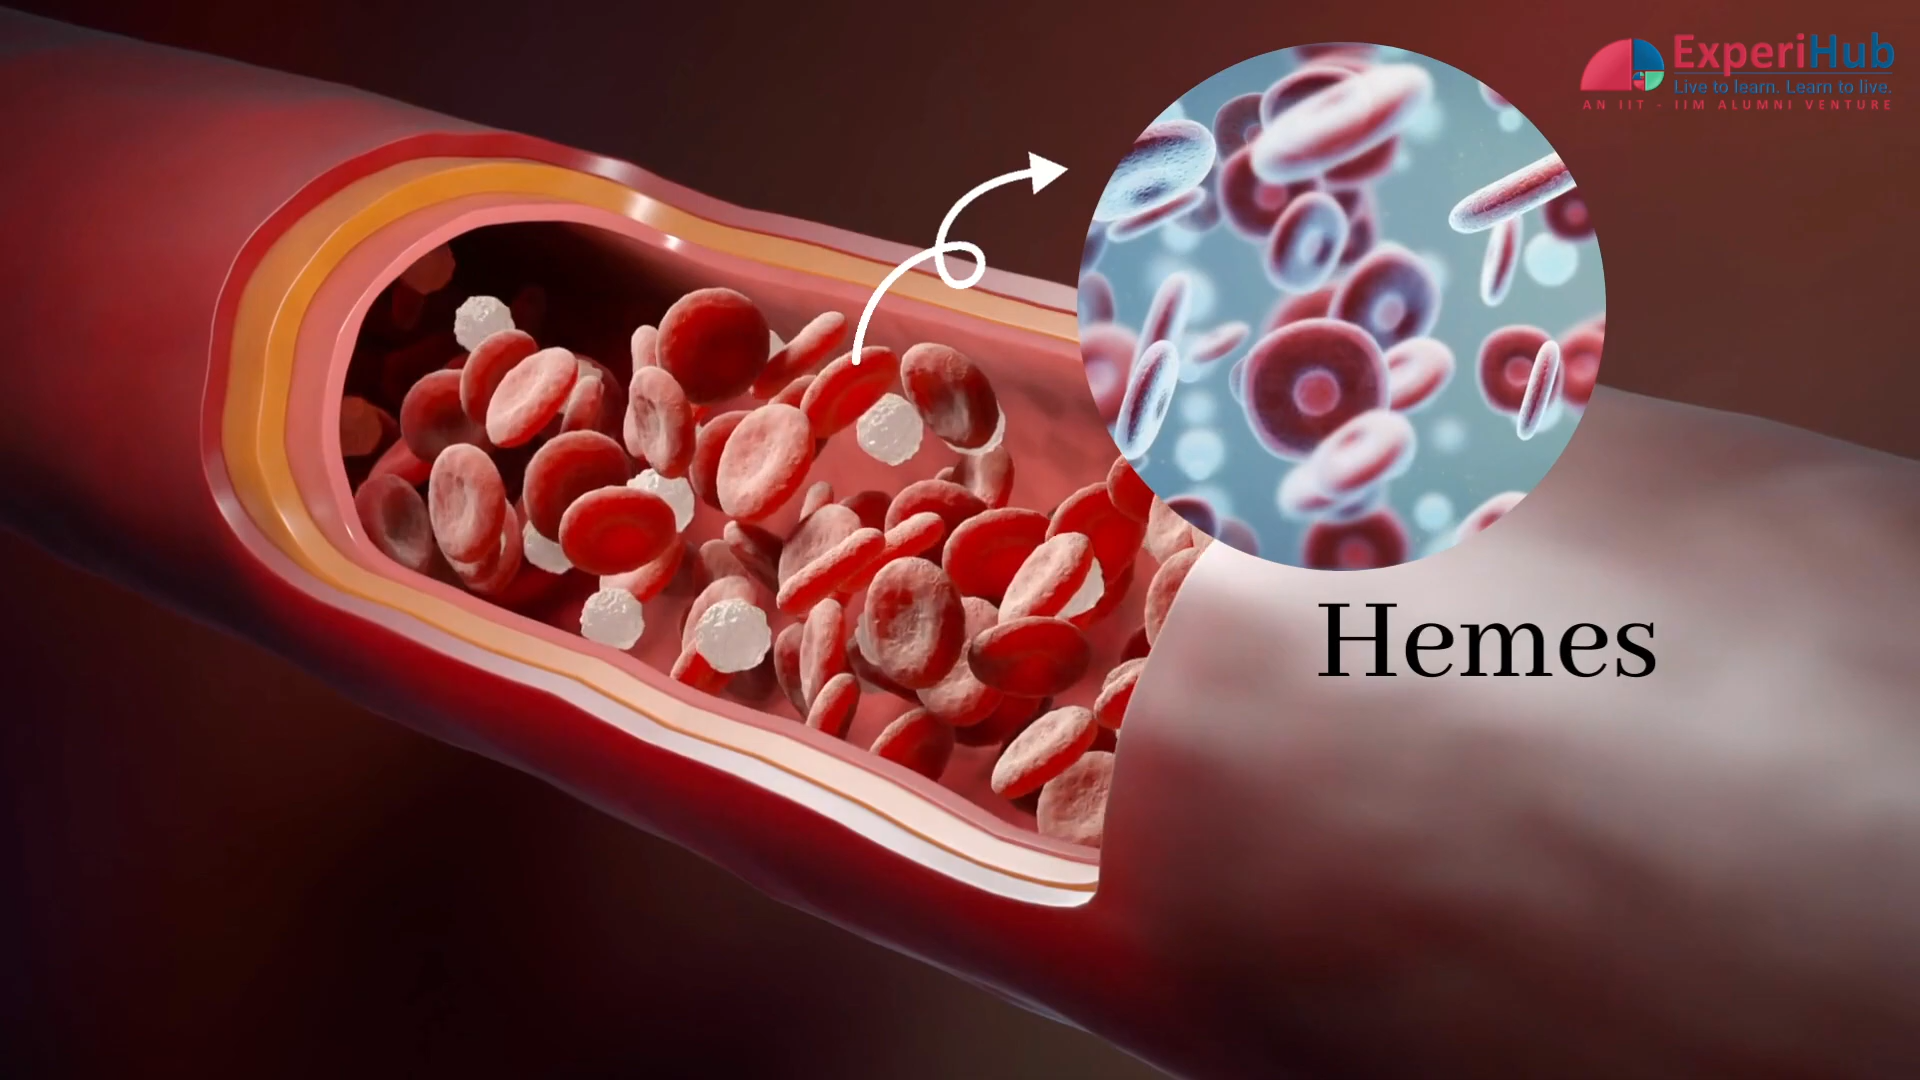 ExperiHub
Live to learn. Learn to live.
AN IIT - IIM ALUMNI VENTURE
Hemes